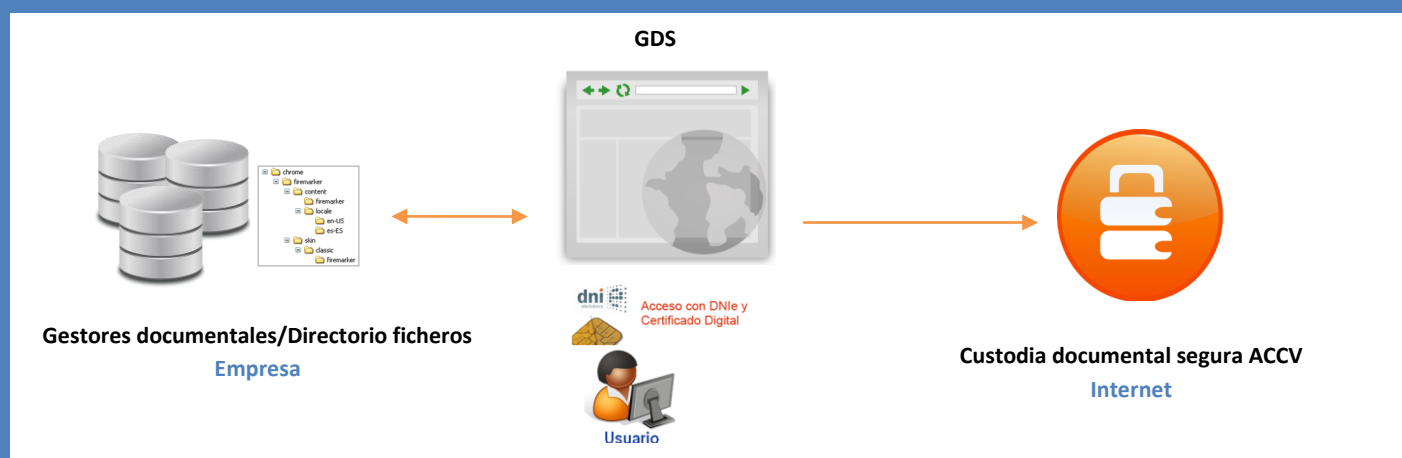 GDS
chrome
firemarker
content
firemarker
locale
en-US
es-ES
skin
classic
firemarker
dni e
electrónico
Acceso con DNIe y
Certificado Digital
Gestores documentales/Directorio ficheros
Empresa
Usuario
Custodia documental segura ACCV
Internet